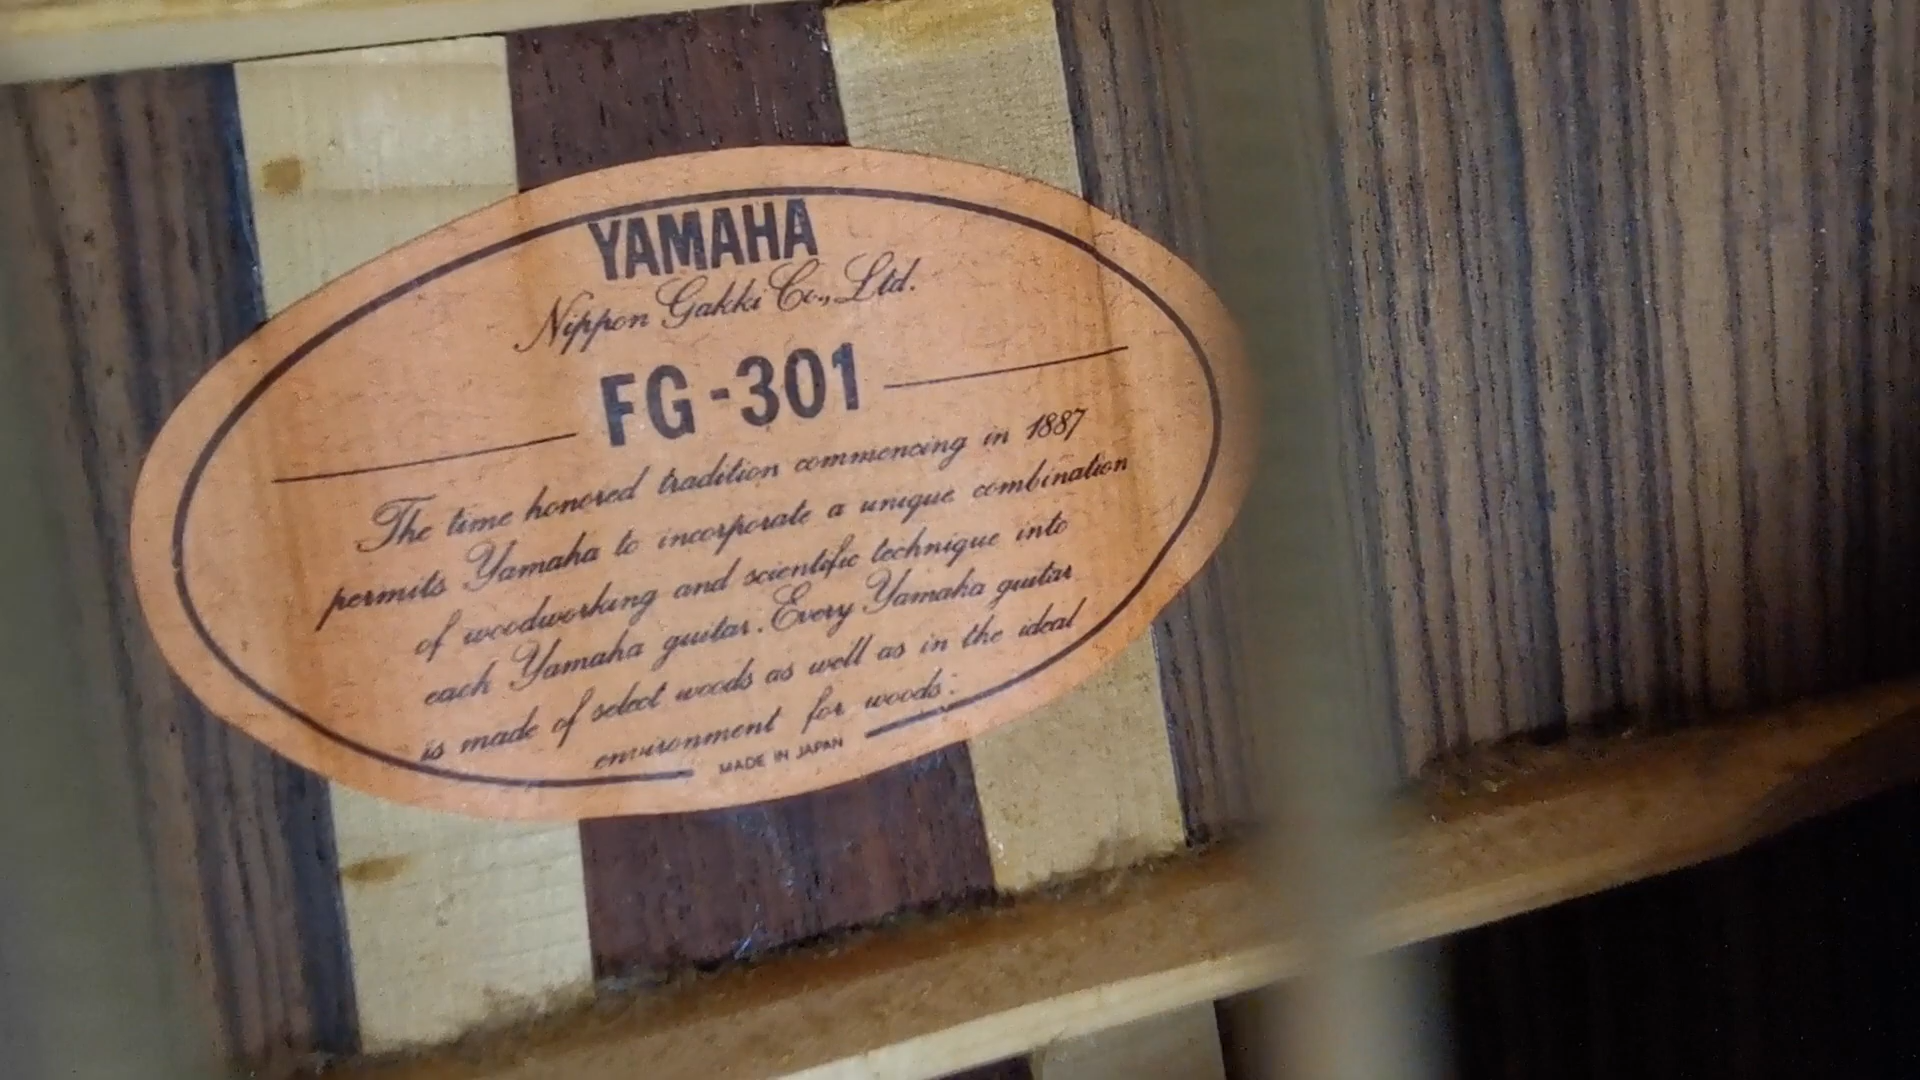 YAMAHA
Nippon Gakki Co., Ltd.
FG-301
The time honored tradition commencing in 1887
permits Yamaha to incorporate a unique combination
of woodworking and scientific technique into
each Yamaha guitar. Every Yamaha guitar
is made of select woods as well as in the ideal
environment for woods.
MADE IN JAPAN